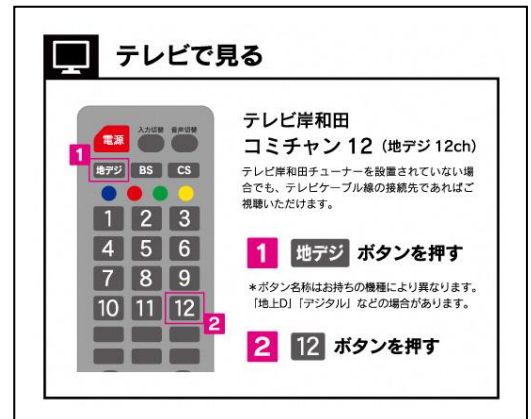 テレビで見る
電源
入力切替 音声切替
1
地デジ BS CS
1 2 3
4 5 6
7 8 9
10 11 12
2
テレビ岸和田
コミチャン 12（地デジ 12ch）
テレビ岸和田チューナーを設置されていない場
合でも、テレビケーブル線の接続先であればご
視聴いただけます。
1 地デジ ボタンを押す
＊ボタン名称はお持ちの機種により異なります。
「地上D」「デジタル」などの場合があります。
2 12 ボタンを押す